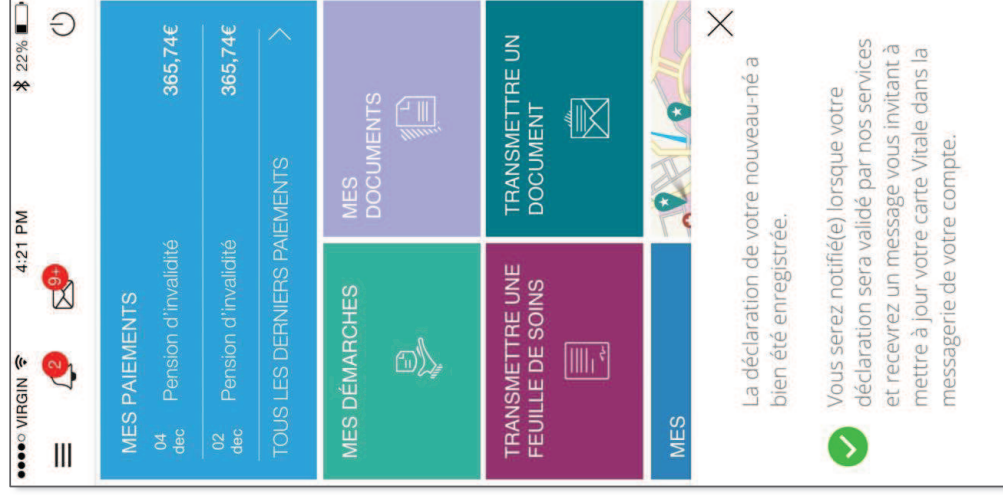 VIRGIN 4:21 PM 22%
2 9+
MES PAIEMENTS
04 dec Pension d'invalidité 365,74€
02 dec Pension d'invalidité 365,74€
TOUS LES DERNIERS PAIEMENTS
MES DÉMARCHES
MES
DOCUMENTS
TRANSMETTRE UNE
FEUILLE DE SOINS
TRANSMETTRE UN
DOCUMENT
MES
La déclaration de votre nouveau-né a
bien été enregistrée.
Vous serez notifié(e) lorsque votre
déclaration sera validé par nos services
et recevrez un message vous invitant à
mettre à jour votre carte Vitale dans la
messagerie de votre compte.